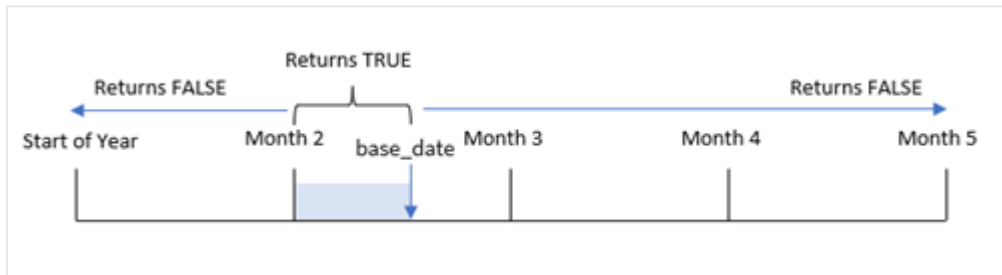 Returns TRUE
Returns FALSE
Returns FALSE
Start of Year
Month 2
base_date
Month 3
Month 4
Month 5